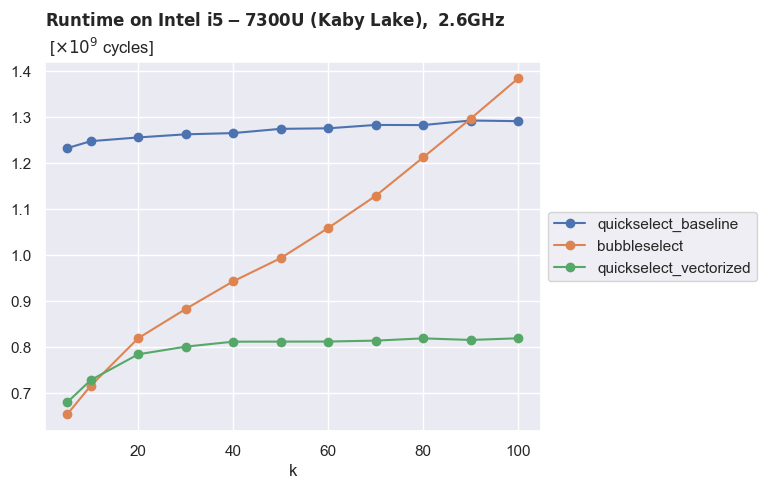 Runtime on Intel i5 − 7300U (Kaby Lake), 2.6GHz
[×10⁹ cycles]
1.4
1.3
1.2
1.1
1.0
0.9
0.8
0.7
20 40 60 80 100
k
quickselect_baseline
bubbleselect
quickselect_vectorized